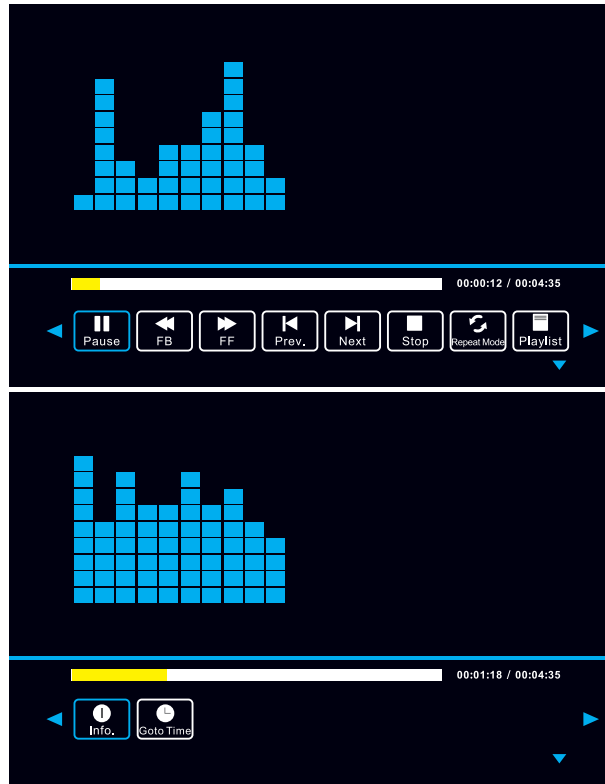 00:00:12 / 00:04:35
Pause FB FF Prev. Next Stop Repeat Mode Playlist
00:01:18 / 00:04:35
Info. Goto Time